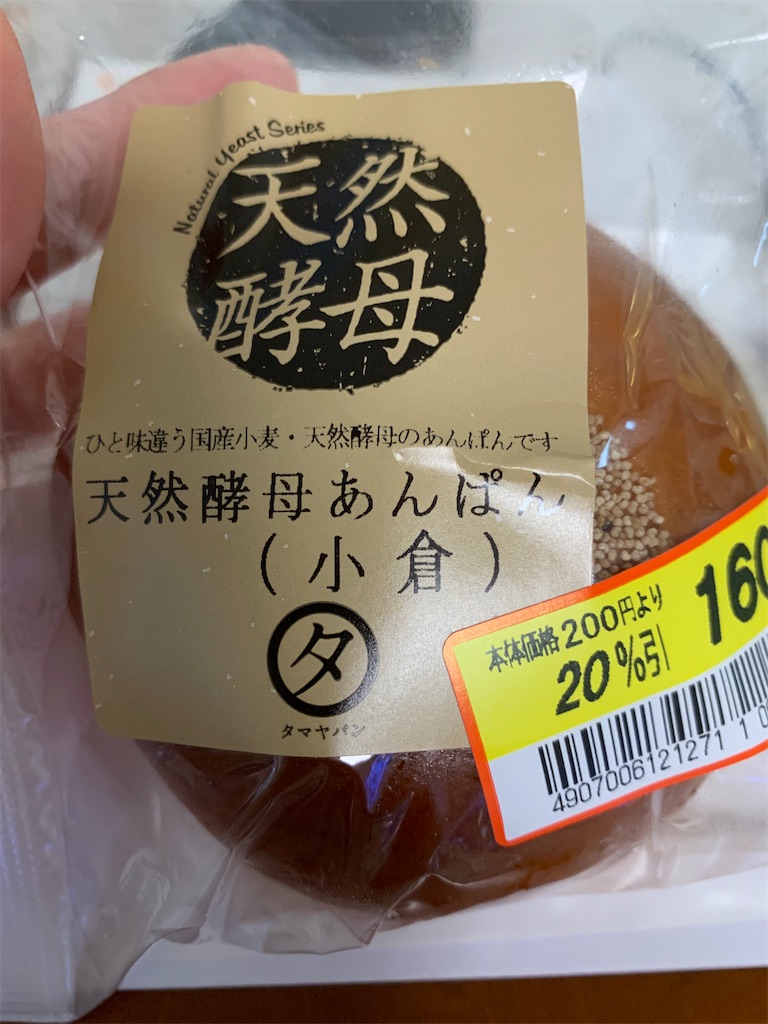 Natural Yeast Series
天然
酵母
ひと味違う国産小麦・天然酵母のあんぱんです
天然酵母あんぱん
(小倉)
タ
タマヤパン
本体価格200円より
20%引
160
4907006121271 1 0